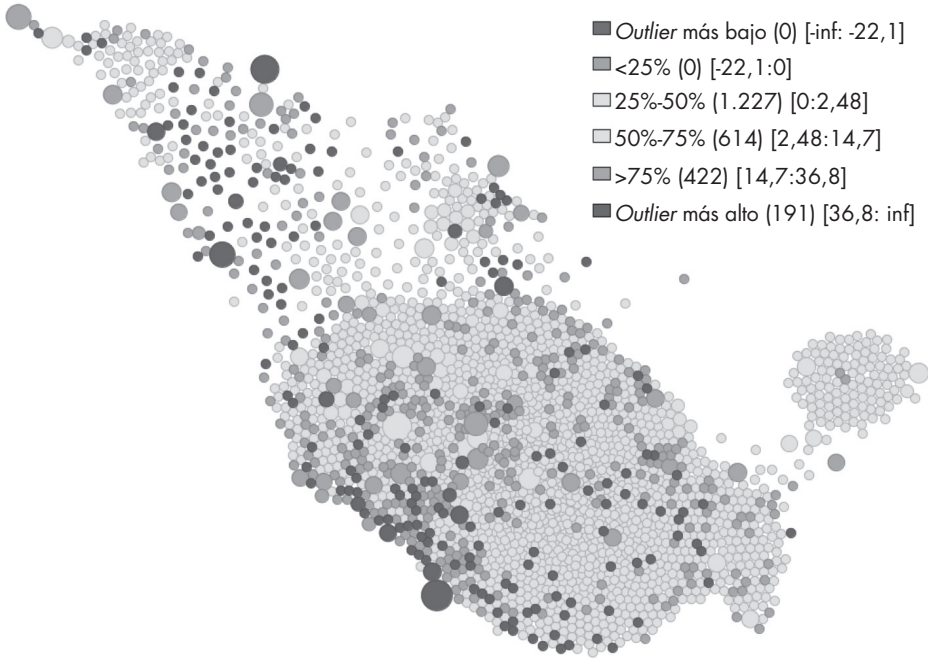 Outlier más bajo (0) [-inf: -22,1]
<25% (0) [-22,1:0]
25%-50% (1.227) [0:2,48]
50%-75% (614) [2,48:14,7]
>75% (422) [14,7:36,8]
Outlier más alto (191) [36,8: inf]